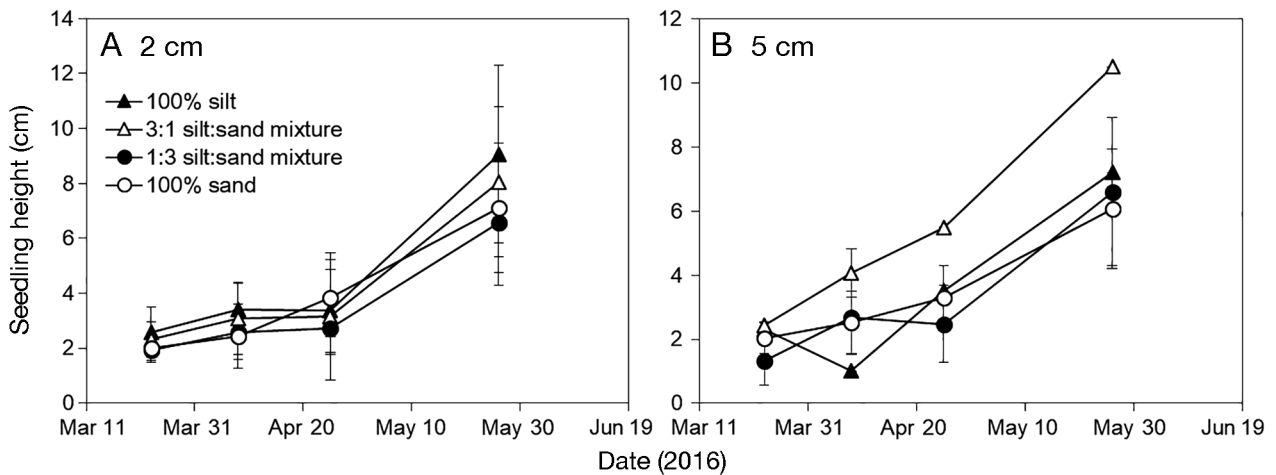 A 2 cm
100% silt
3:1 silt:sand mixture
1:3 silt:sand mixture
100% sand
Seedling height (cm)
14
12
10
8
6
4
2
0
Mar 11 Mar 31 Apr 20 May 10 May 30 Jun 19
B 5 cm
12
10
8
6
4
2
0
Mar 11 Mar 31 Apr 20 May 10 May 30 Jun 19
Date (2016)